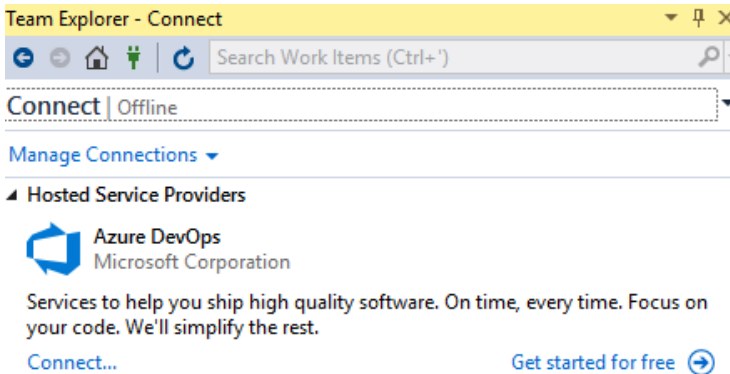 Team Explorer - Connect
Search Work Items (Ctrl+')
Connect | Offline
Manage Connections
Hosted Service Providers
Azure DevOps
Microsoft Corporation
Services to help you ship high quality software. On time, every time. Focus on
your code. We'll simplify the rest.
Connect... Get started for free